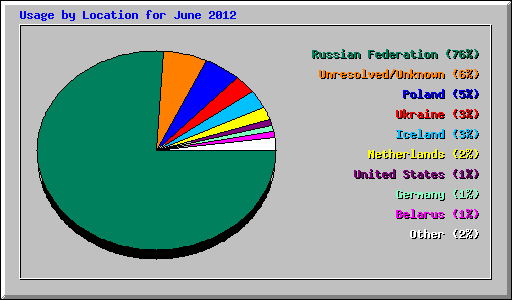 Usage by Location for June 2012
Russian Federation (76%)
Unresolved/Unknown (6%)
Poland (5%)
Ukraine (3%)
Iceland (3%)
Netherlands (2%)
United States (1%)
Germany (1%)
Belarus (1%)
Other (2%)